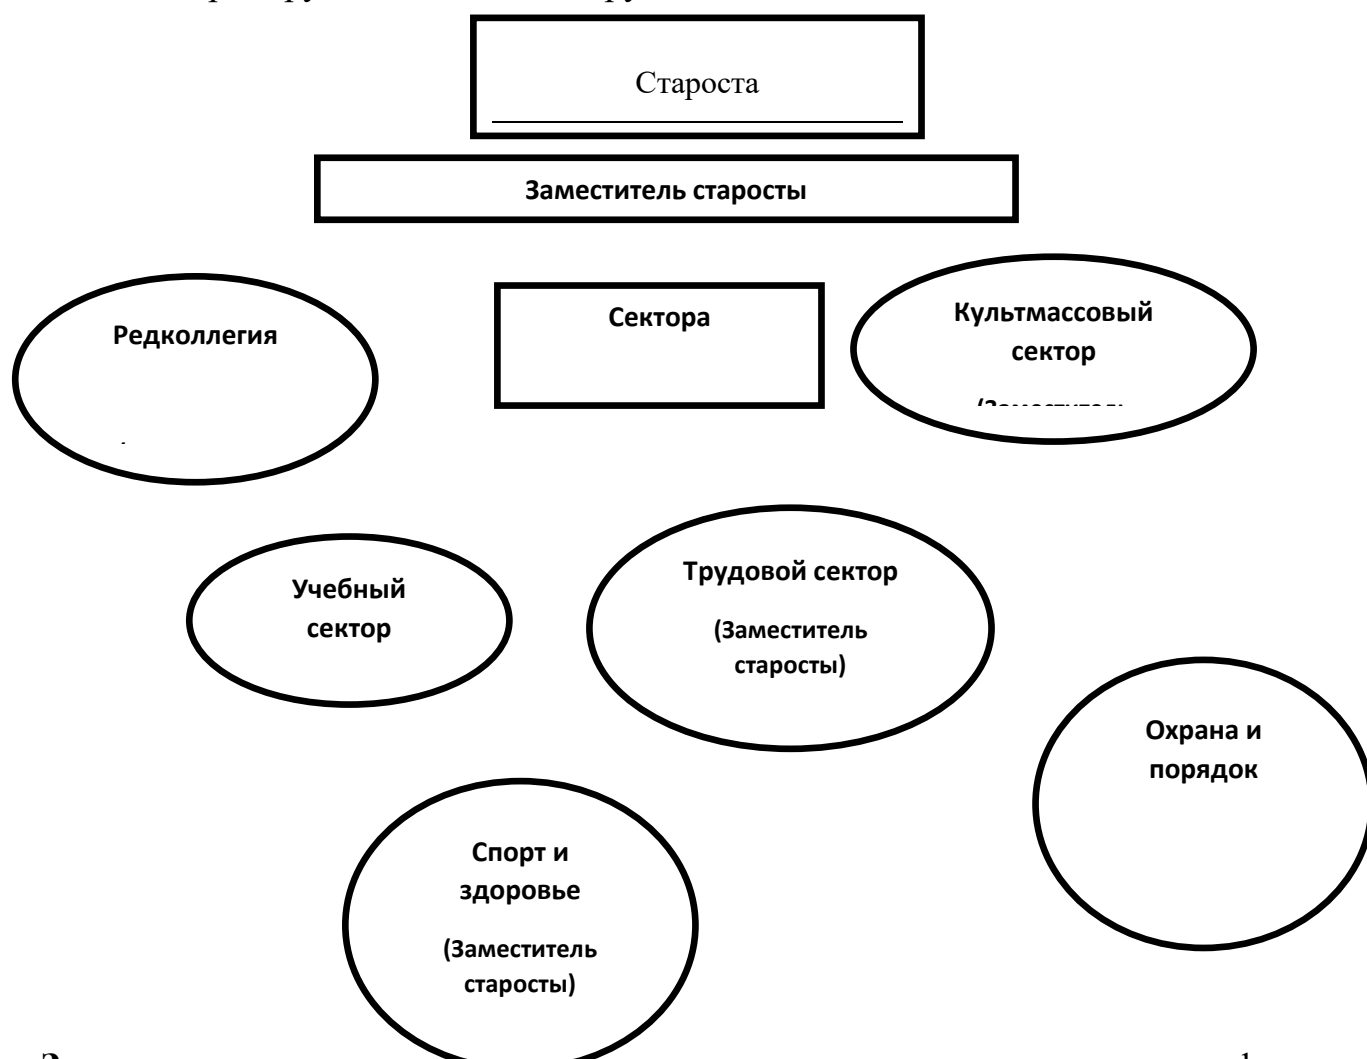 Староста
Заместитель старосты
Редколлегия
Сектора
Культмассовый
сектор
Учебный
сектор
Трудовой сектор
(Заместитель
старосты)
Охрана и
порядок
Спорт и
здоровье
(Заместитель
старосты)